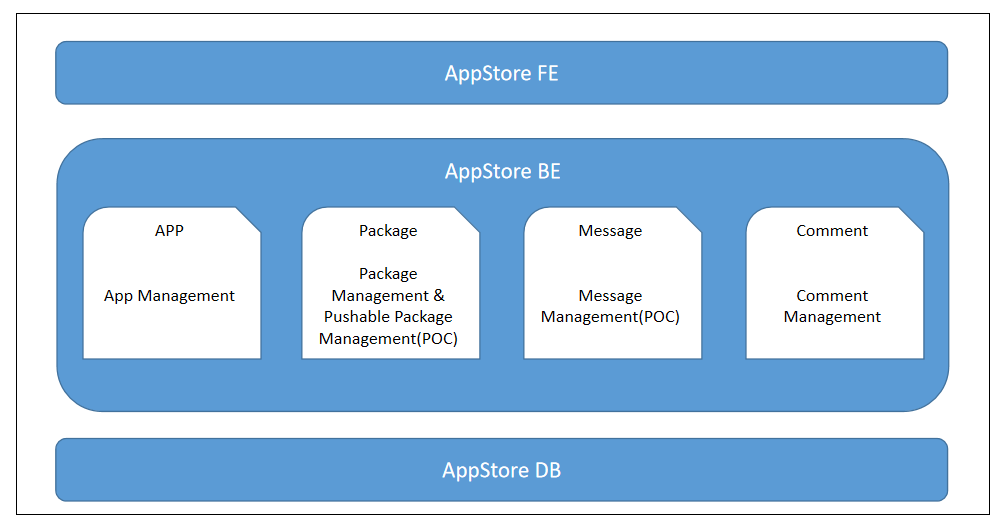 AppStore FE
AppStore BE
APP
App Management
Package
Package
Management &
Pushable Package
Management(POC)
Message
Message
Management(POC)
Comment
Comment
Management
AppStore DB